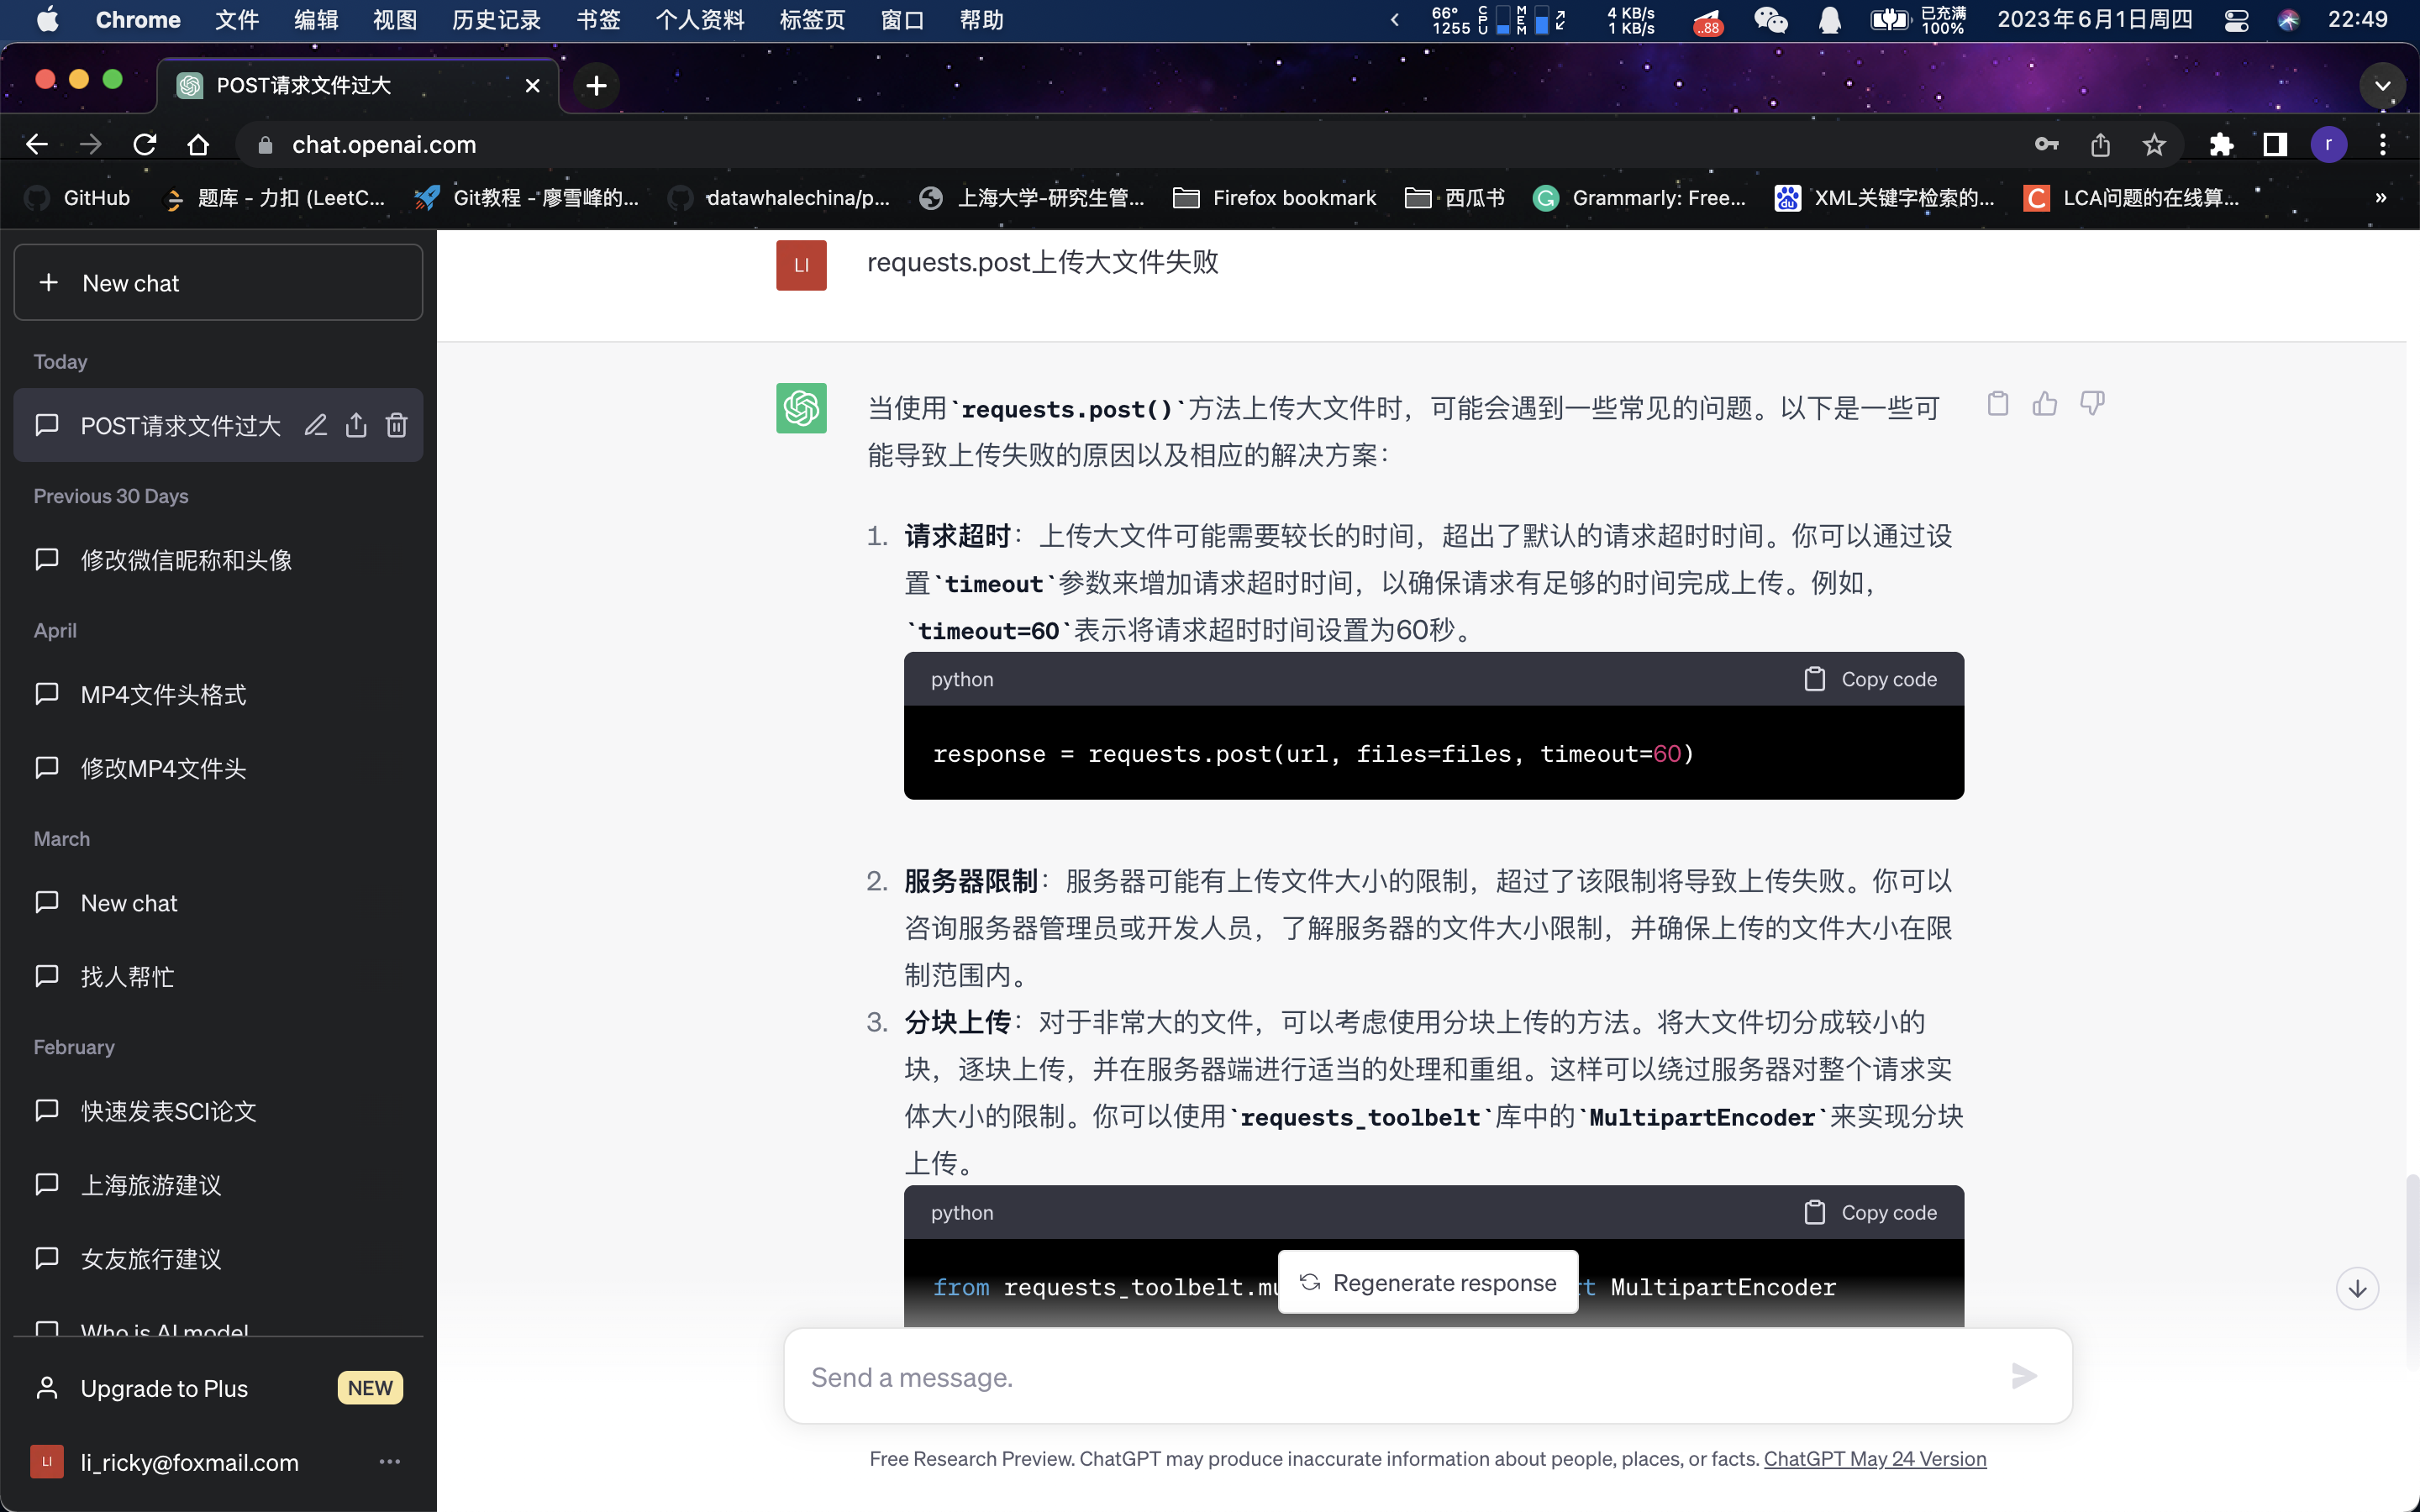 Chrome 文件 编辑 视图 历史记录 书签 个人资料 标签页 窗口 帮助 66° 1255 CPU MEM 4 KB/s 1 KB/s ..88 已充满 100% 2023年6月1日周四 22:49
POST请求文件过大
chat.openai.com r
GitHub 题库 - 力扣 (LeetC... Git教程 - 廖雪峰的... datawhalechina/p... 上海大学-研究生管... Firefox bookmark 西瓜书 Grammarly: Free... XML关键字检索的... LCA问题的在线算... »
New chat
Today
POST请求文件过大
Previous 30 Days
修改微信昵称和头像
April
MP4文件头格式
修改MP4文件头
March
New chat
找人帮忙
February
快速发表SCI论文
上海旅游建议
女友旅行建议
Who is AI model
Upgrade to Plus NEW
LI li_ricky@foxmail.com
LI requests.post上传大文件失败
当使用`requests.post()`方法上传大文件时，可能会遇到一些常见的问题。以下是一些可
能导致上传失败的原因以及相应的解决方案：
1. 请求超时：上传大文件可能需要较长的时间，超出了默认的请求超时时间。你可以通过设
置`timeout`参数来增加请求超时时间，以确保请求有足够的时间完成上传。例如，
`timeout=60`表示将请求超时时间设置为60秒。
python Copy code
response = requests.post(url, files=files, timeout=60)
2. 服务器限制：服务器可能有上传文件大小的限制，超过了该限制将导致上传失败。你可以
咨询服务器管理员或开发人员，了解服务器的文件大小限制，并确保上传的文件大小在限
制范围内。
3. 分块上传：对于非常大的文件，可以考虑使用分块上传的方法。将大文件切分成较小的
块，逐块上传，并在服务器端进行适当的处理和重组。这样可以绕过服务器对整个请求实
体大小的限制。你可以使用`requests_toolbelt`库中的`MultipartEncoder`来实现分块
上传。
python Copy code
from requests_toolbelt.mu t MultipartEncoder
Regenerate response
Send a message.
Free Research Preview. ChatGPT may produce inaccurate information about people, places, or facts. ChatGPT May 24 Version